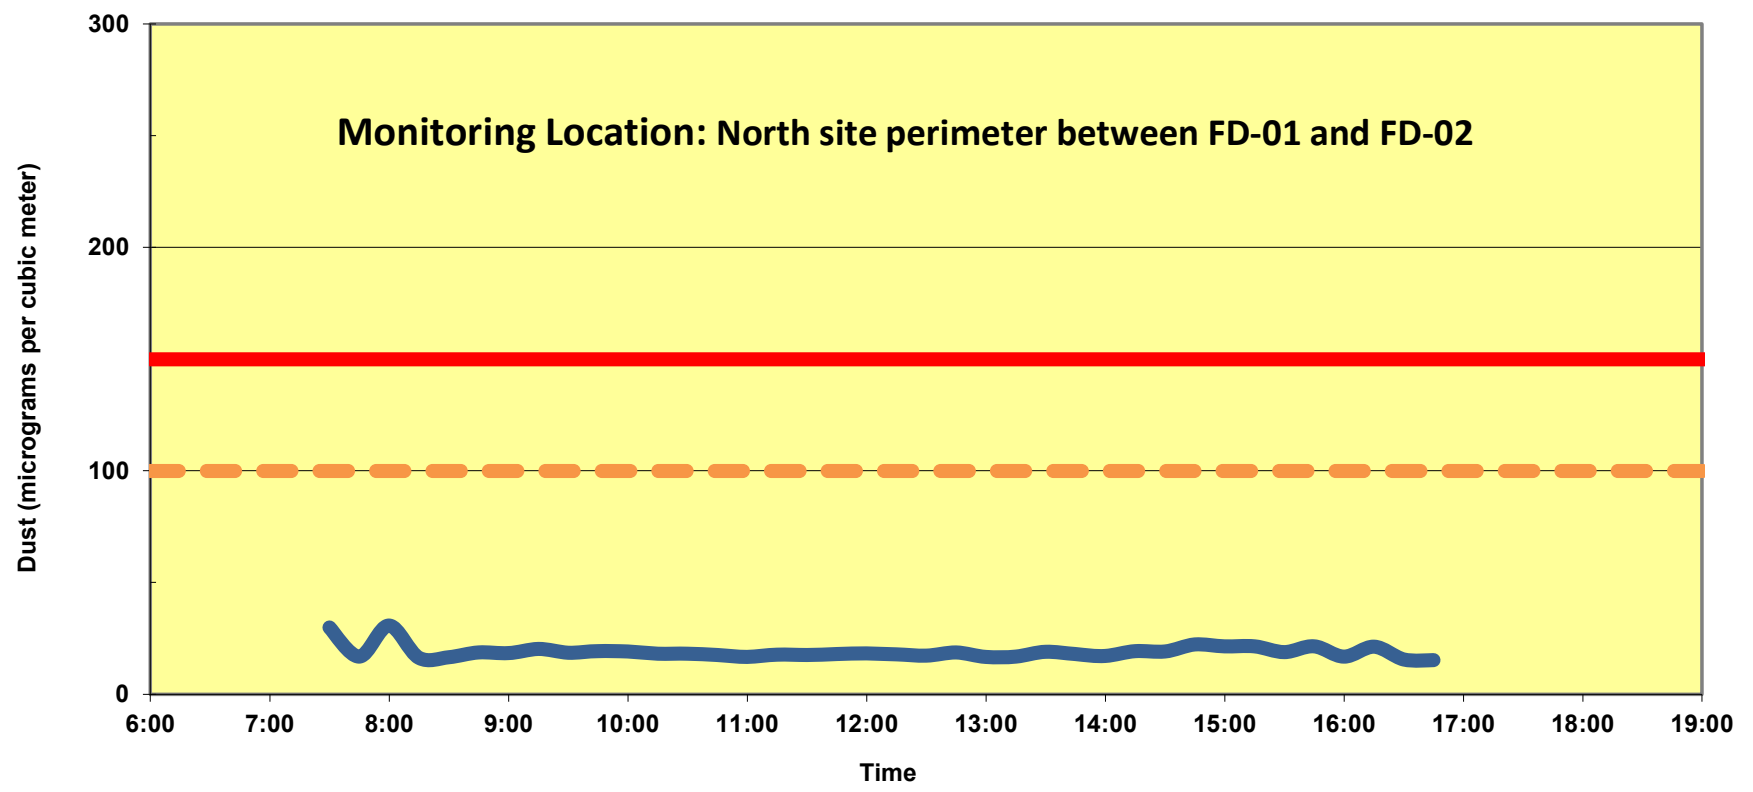 300
Monitoring Location: North site perimeter between FD-01 and FD-02
Dust (micrograms per cubic meter)
200
100
0
6:00 7:00 8:00 9:00 10:00 11:00 12:00 13:00 14:00 15:00 16:00 17:00 18:00 19:00
Time